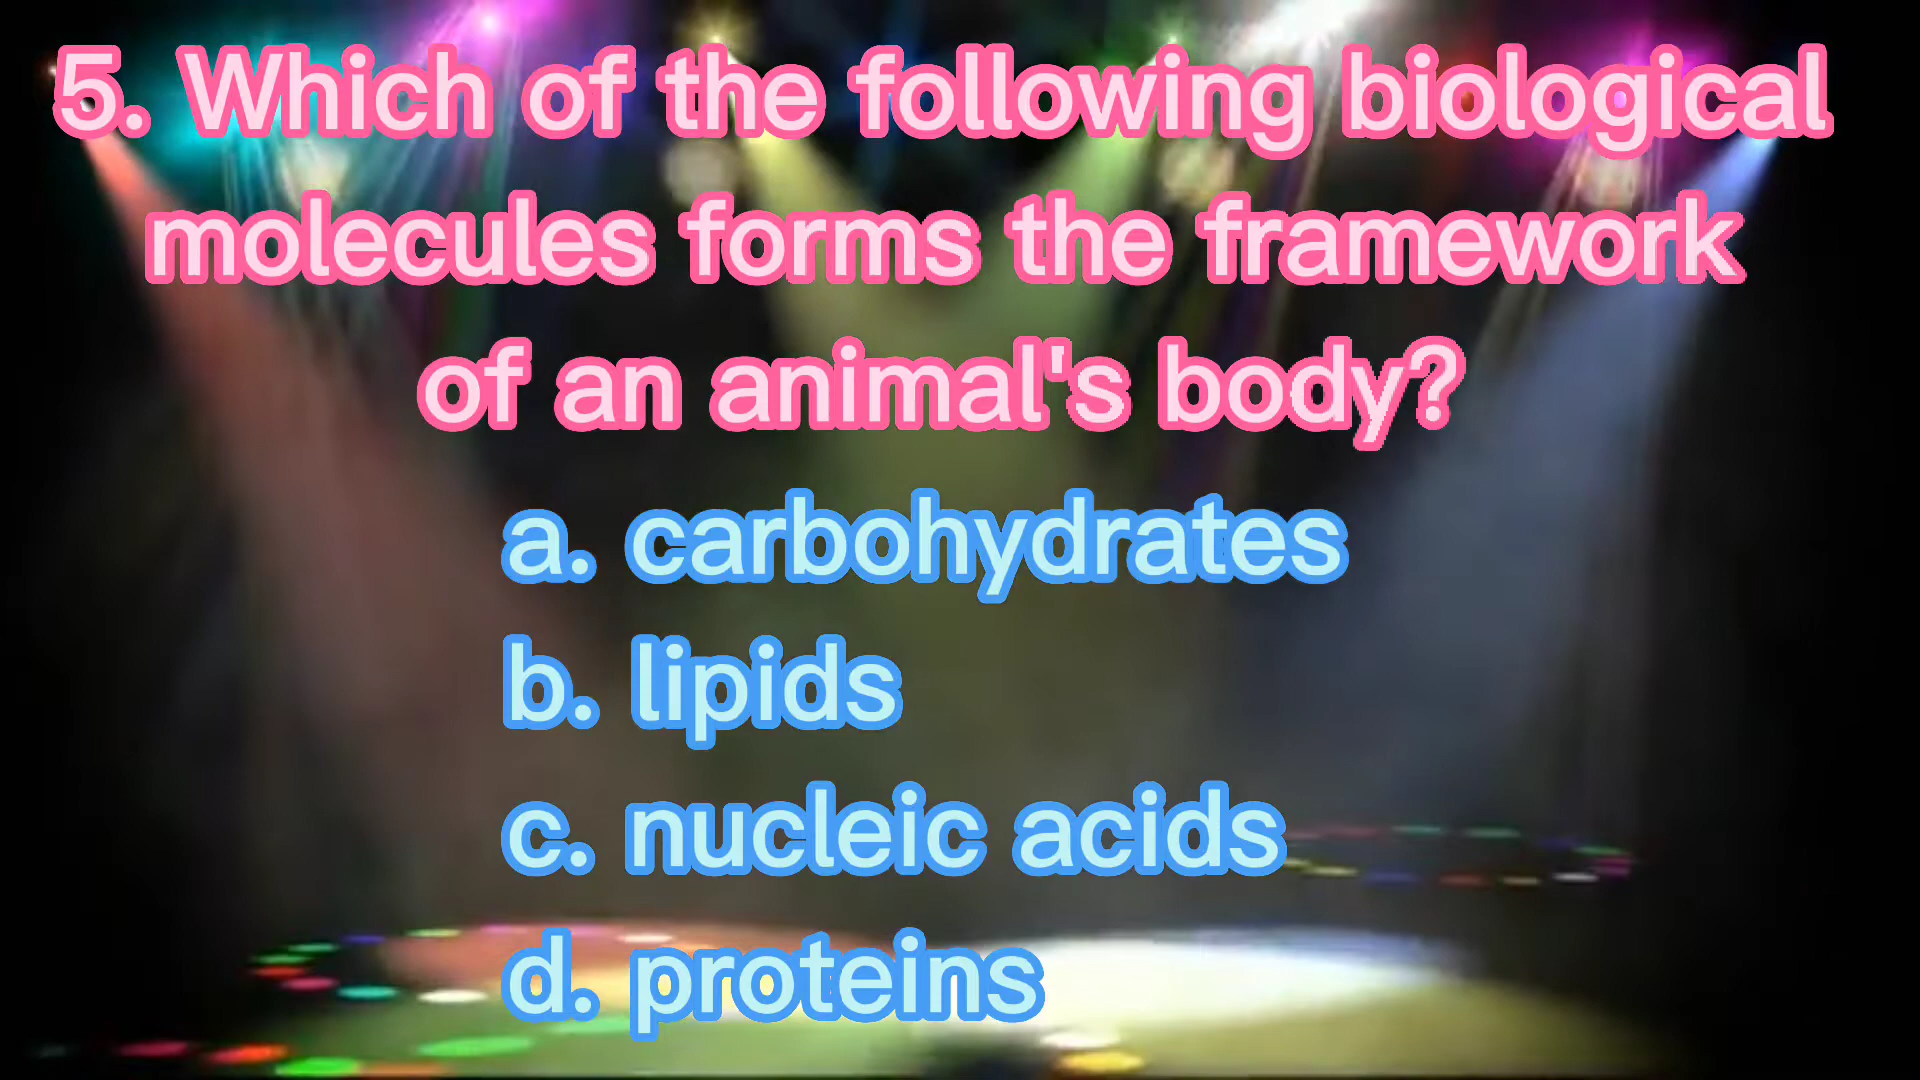 5. Which of the following biological
molecules forms the framework
of an animal's body?
a. carbohydrates
b. lipids
c. nucleic acids
d. proteins